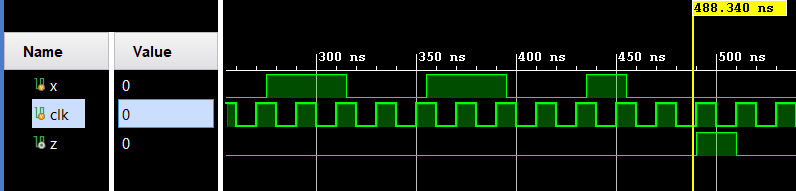 488.340 ns
Name Value
300 ns 350 ns 400 ns 450 ns 500 ns
x 0
clk 0
z 0